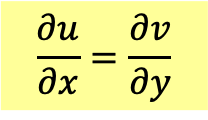 ∂u/∂x = ∂v/∂y